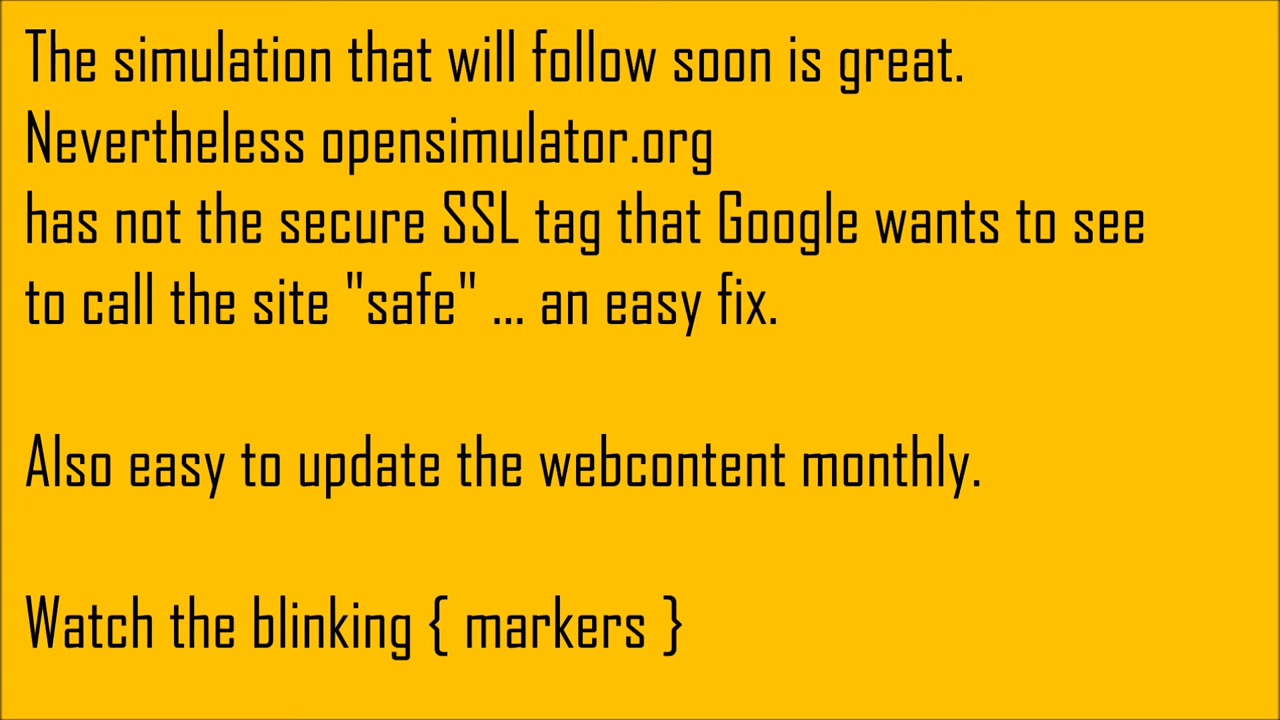 The simulation that will follow soon is great.
Nevertheless opensimulator.org
has not the secure SSL tag that Google wants to see
to call the site "safe" ... an easy fix.
Also easy to update the webcontent monthly.
Watch the blinking { markers }